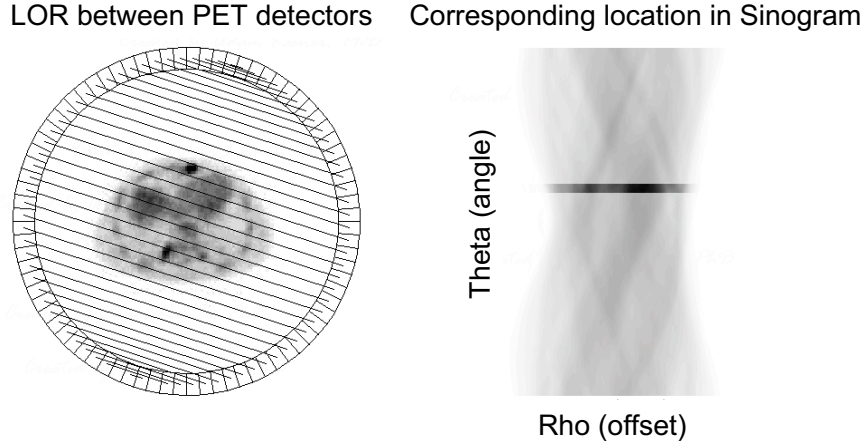 LOR between PET detectors
Corresponding location in Sinogram
Theta (angle)
Rho (offset)